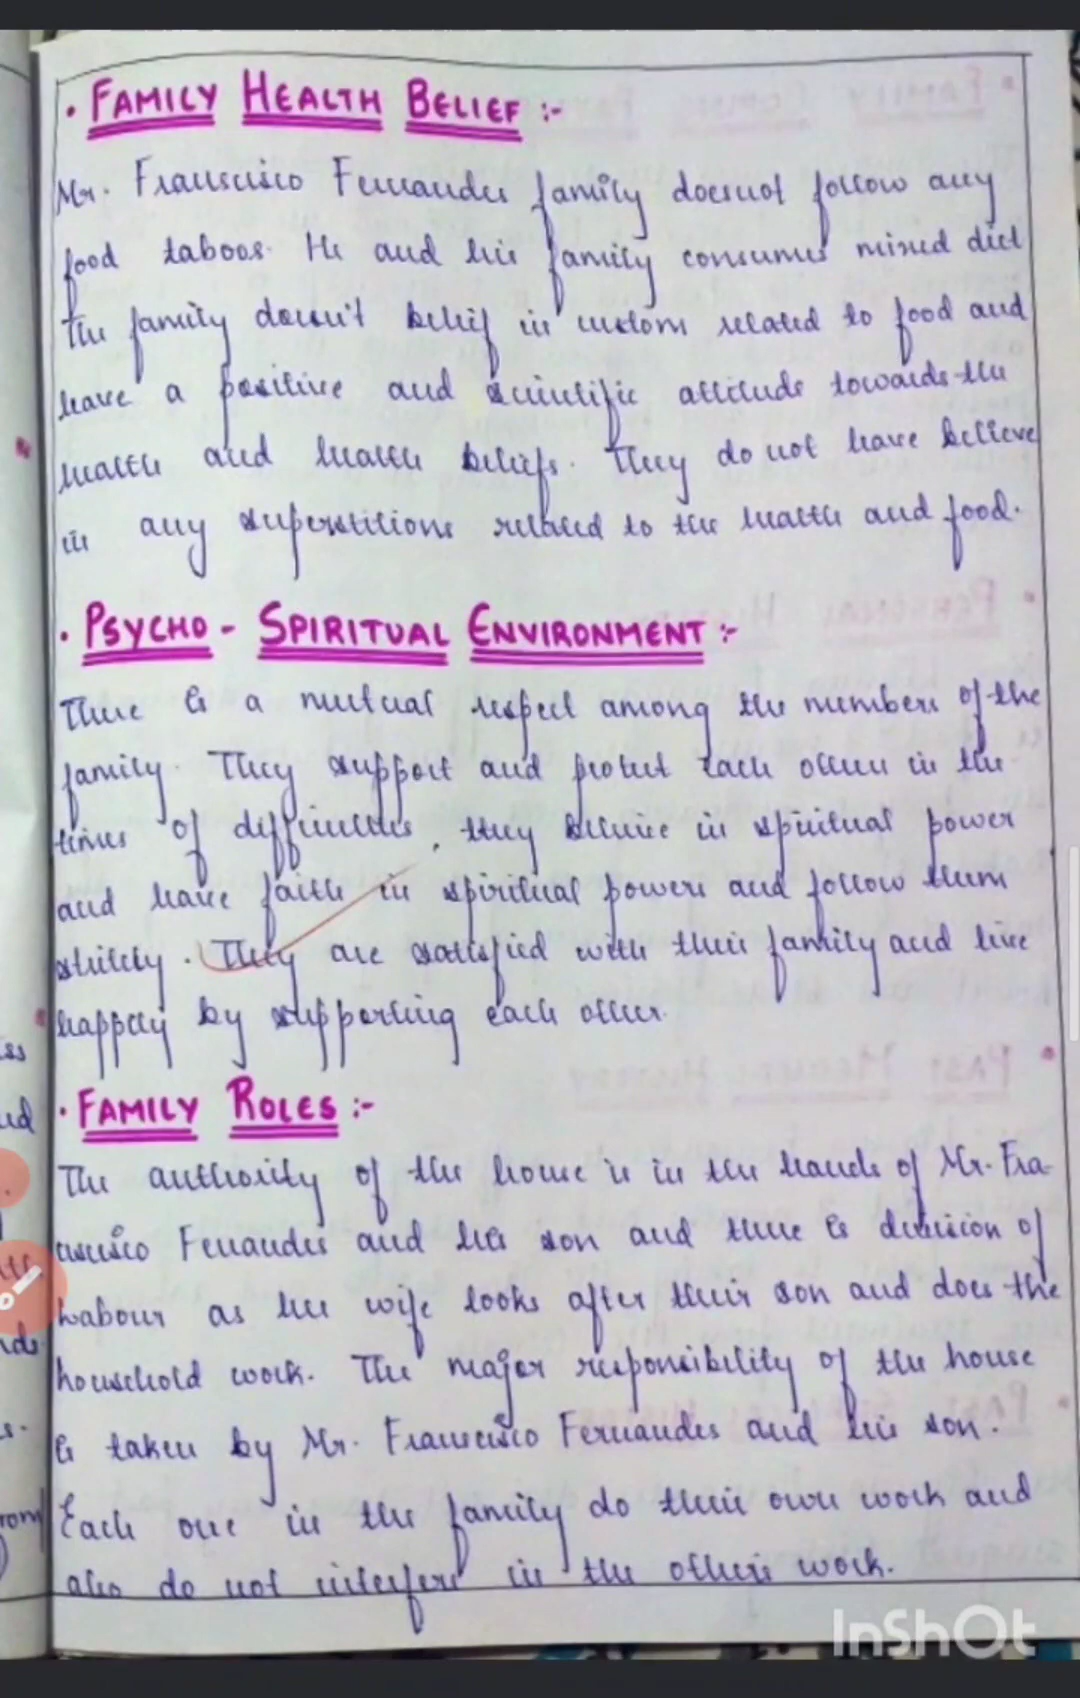 • FAMILY HEALTH BELIEF :-
Mr. Franscisco Fernandes family doesnot follow any
food taboos. He and his family consumes mixed diet
The family doesn't belief in custom related to food and
have a positive and scientific attitude towards the
health and health beliefs. They do not have believe
in any superstitions related to the health and food.
• PSYCHO - SPIRITUAL ENVIRONMENT :-
There is a mutual respect among the members of the
family. They support and protect each other in the
times of difficulties. they believe in spiritual power
and have faith in spiritual powers and follow them
strictly. They are satisfied with their family and live
happily by supporting each other.
• FAMILY ROLES :-
The authority of the house is in the hands of Mr. Fra-
nscisco Fernandes and his son and there is division of
labour as his wife looks after their son and does the
household work. The major responsibility of the house
is taken by Mr. Franscisco Fernandes and his son.
Each one in the family do their own work and
also do not interfere in the others work.
InShOt